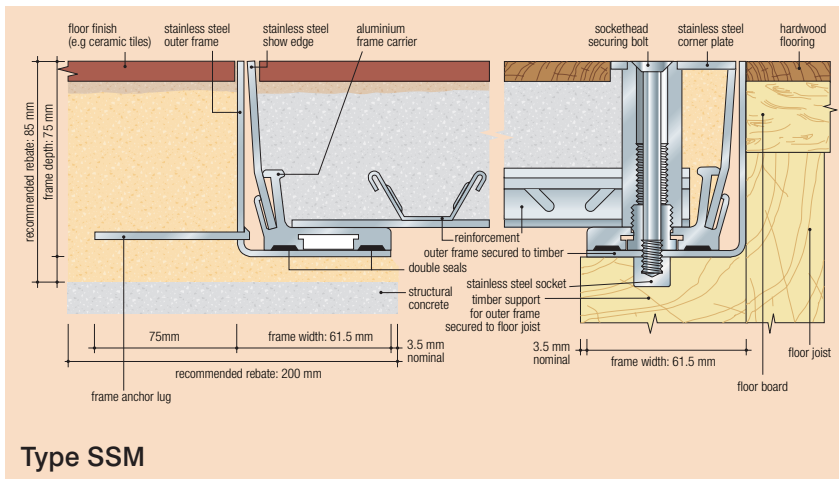 floor finish
(e.g ceramic tiles)
stainless steel
outer frame
stainless steel
show edge
aluminium
frame carrier
sockethead
securing bolt
stainless steel
corner plate
hardwood
flooring
recommended rebate: 85 mm
frame depth: 75 mm
reinforcement
outer frame secured to timber
double seals
stainless steel socket
structural
concrete
timber support
for outer frame
secured to floor joist
75mm
frame width: 61.5 mm
3.5 mm
nominal
recommended rebate: 200 mm
frame anchor lug
3.5 mm
nominal
frame width: 61.5 mm
floor joist
floor board
Type SSM